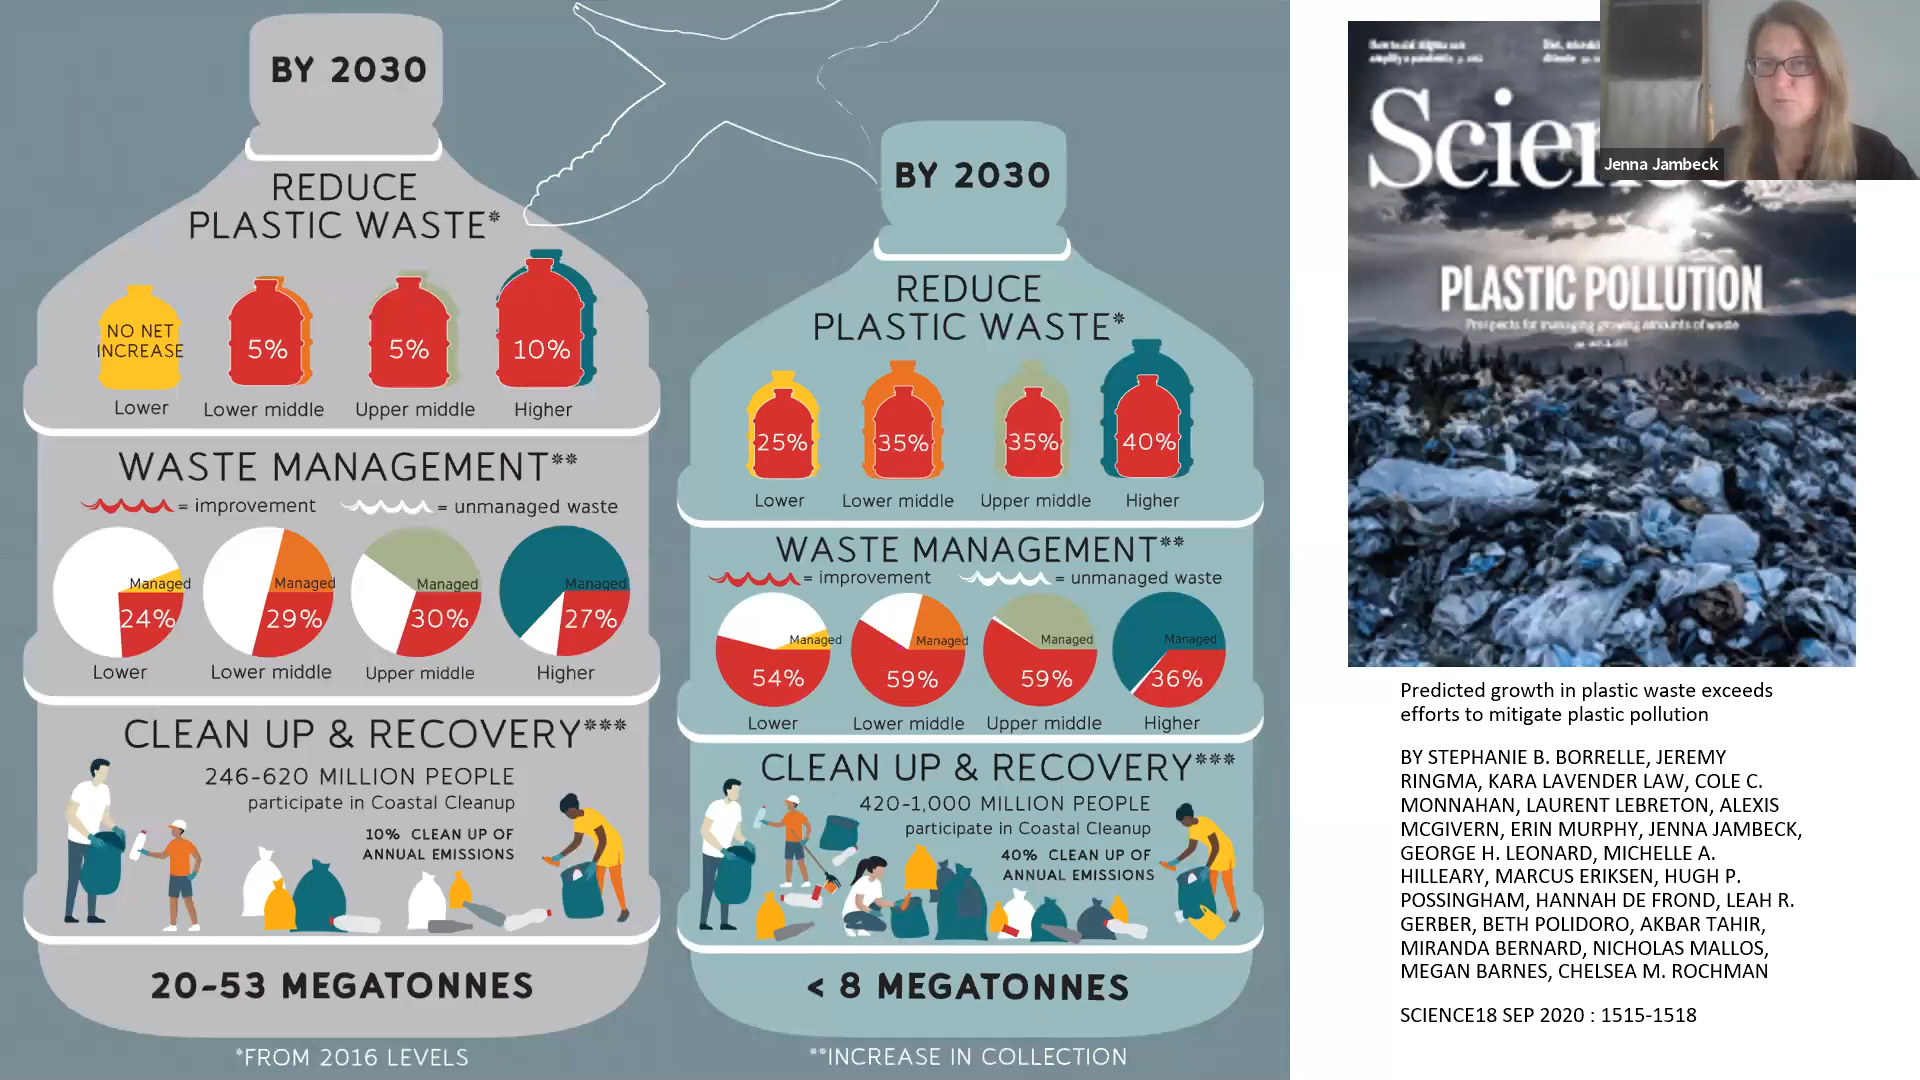 BY 2030
REDUCE
PLASTIC WASTE*
NO NET
INCREASE
5%
5%
10%
Lower
Lower middle
Upper middle
Higher
WASTE MANAGEMENT**
= improvement
= unmanaged waste
Managed
24%
Managed
29%
Managed
30%
Managed
27%
Lower
Lower middle
Upper middle
Higher
CLEAN UP & RECOVERY***
246-620 MILLION PEOPLE
participate in Coastal Cleanup
10% CLEAN UP OF
ANNUAL EMISSIONS
20-53 MEGATONNES
*FROM 2016 LEVELS
BY 2030
REDUCE
PLASTIC WASTE*
25%
35%
35%
40%
Lower
Lower middle
Upper middle
Higher
WASTE MANAGEMENT**
= improvement
= unmanaged waste
Managed
54%
Managed
59%
Managed
59%
Managed
36%
Lower
Lower middle
Upper middle
Higher
CLEAN UP & RECOVERY***
420-1,000 MILLION PEOPLE
participate in Coastal Cleanup
40% CLEAN UP OF
ANNUAL EMISSIONS
< 8 MEGATONNES
**INCREASE IN COLLECTION
Scien
Jenna Jambeck
PLASTIC POLLUTION
Prospects for managing growing amounts of waste
Predicted growth in plastic waste exceeds
efforts to mitigate plastic pollution
BY STEPHANIE B. BORRELLE, JEREMY
RINGMA, KARA LAVENDER LAW, COLE C.
MONNAHAN, LAURENT LEBRETON, ALEXIS
MCGIVERN, ERIN MURPHY, JENNA JAMBECK,
GEORGE H. LEONARD, MICHELLE A.
HILLEARY, MARCUS ERIKSEN, HUGH P.
POSSINGHAM, HANNAH DE FROND, LEAH R.
GERBER, BETH POLIDORO, AKBAR TAHIR,
MIRANDA BERNARD, NICHOLAS MALLOS,
MEGAN BARNES, CHELSEA M. ROCHMAN
SCIENCE18 SEP 2020 : 1515-1518